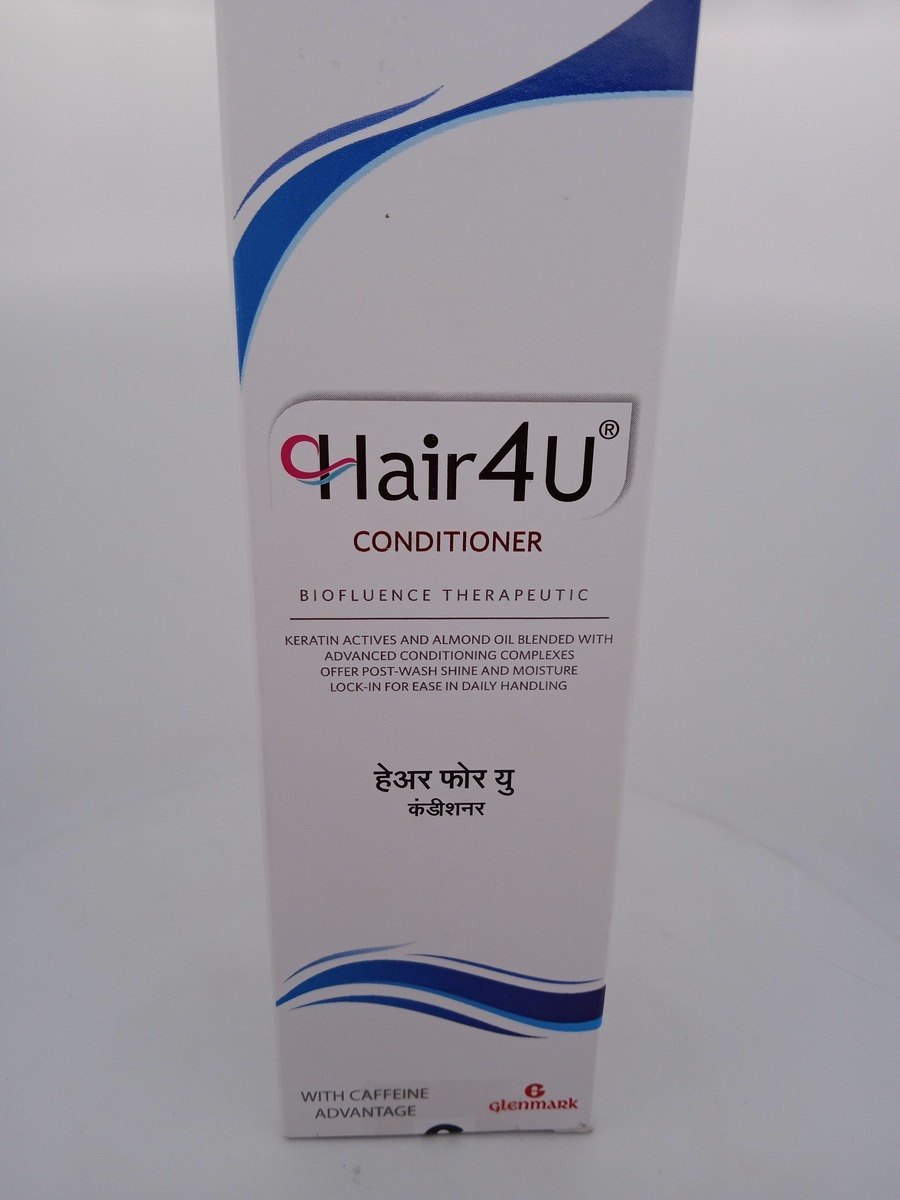 Hair4U®
CONDITIONER
BIOFLUENCE THERAPEUTIC
KERATIN ACTIVES AND ALMOND OIL BLENDED WITH
ADVANCED CONDITIONING COMPLEXES
OFFER POST-WASH SHINE AND MOISTURE
LOCK-IN FOR EASE IN DAILY HANDLING
हेअर फोर यु
कंडीशनर
WITH CAFFEINE
ADVANTAGE
G
glenmark